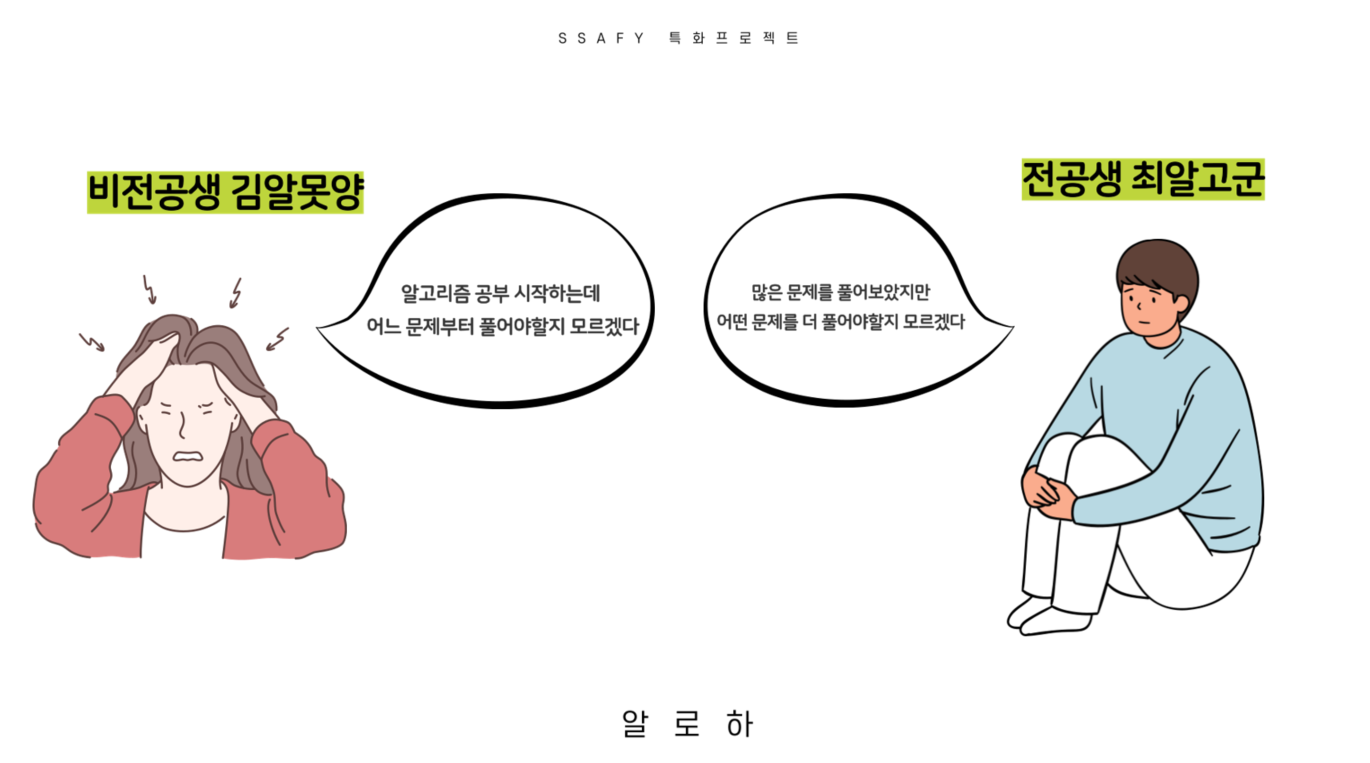 SSAFY 특화프로젝트
비전공생 김알못양
알고리즘 공부 시작하는데
어느 문제부터 풀어야할지 모르겠다
전공생 최알고군
많은 문제를 풀어보았지만
어떤 문제를 더 풀어야할지 모르겠다
알로하